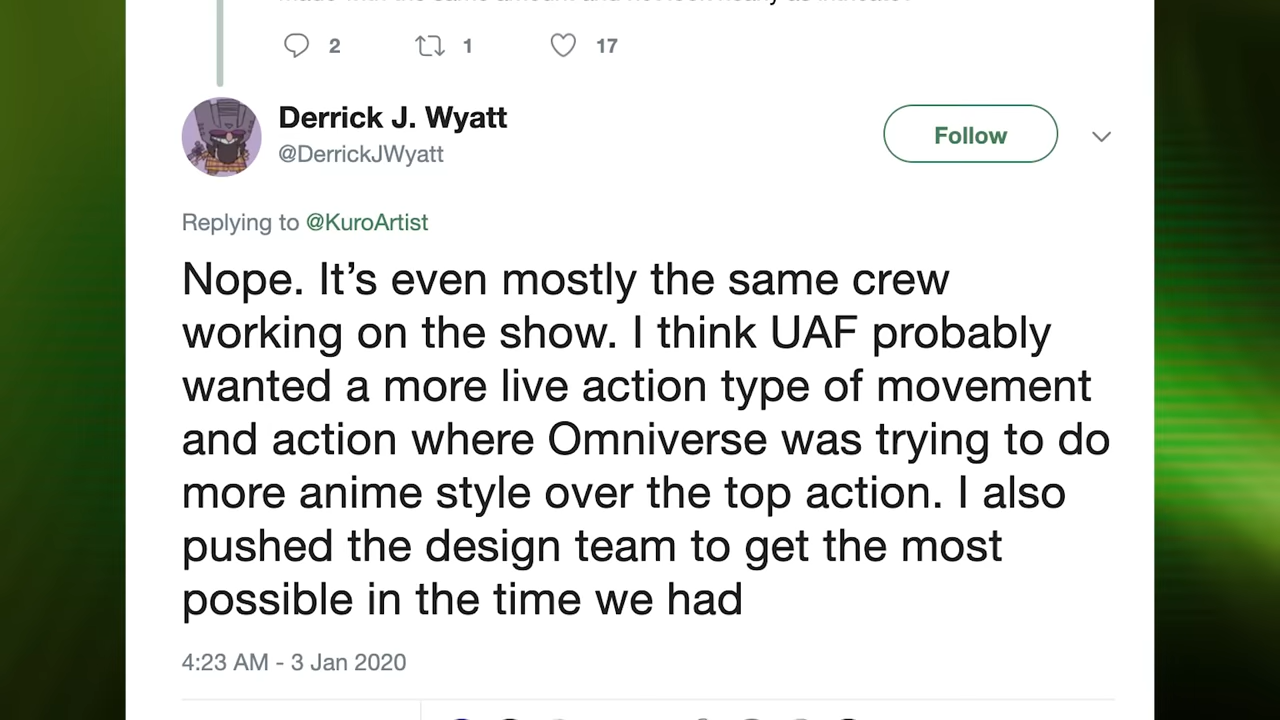 2 1 17
Derrick J. Wyatt
@DerrickJWyatt
Follow
Replying to @KuroArtist
Nope. It’s even mostly the same crew
working on the show. I think UAF probably
wanted a more live action type of movement
and action where Omniverse was trying to do
more anime style over the top action. I also
pushed the design team to get the most
possible in the time we had
4:23 AM - 3 Jan 2020